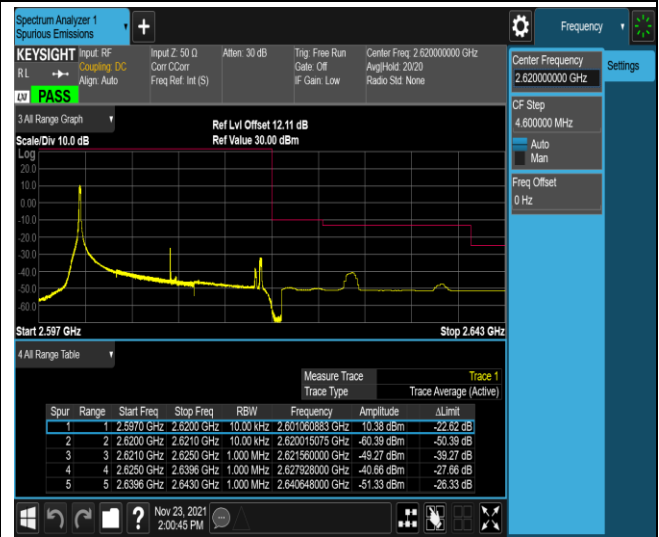 Spectrum Analyzer 1
Spurious Emissions
Frequency
KEYSIGHT
RL
LXI
PASS
Input: RF
Coupling: DC
Align: Auto
Input Z: 50 Ω
Corr CCorr
Freq Ref: Int (S)
Atten: 30 dB
Trig: Free Run
Gate: Off
IF Gain: Low
Center Freq: 2.620000000 GHz
Avg|Hold: 20/20
Radio Std: None
Center Frequency
2.620000000 GHz
Settings
CF Step
4.600000 MHz
Auto
Man
Freq Offset
0 Hz
3 All Range Graph
Scale/Div 10.0 dB
Ref Lvl Offset 12.11 dB
Ref Value 30.00 dBm
Log
20.0
10.0
0.00
-10.0
-20.0
-30.0
-40.0
-50.0
-60.0
Start 2.597 GHz
Stop 2.643 GHz
4 All Range Table
Measure Trace Trace 1
Trace Type Trace Average (Active)
Spur Range Start Freq Stop Freq RBW Frequency Amplitude ΔLimit
1 1 2.5970 GHz 2.6200 GHz 10.00 kHz 2.601060883 GHz 10.38 dBm -22.62 dB
2 2 2.6200 GHz 2.6210 GHz 10.00 kHz 2.620015075 GHz -60.39 dBm -50.39 dB
3 3 2.6210 GHz 2.6250 GHz 1.000 MHz 2.621560000 GHz -49.27 dBm -39.27 dB
4 4 2.6250 GHz 2.6396 GHz 1.000 MHz 2.627928000 GHz -40.66 dBm -27.66 dB
5 5 2.6396 GHz 2.6430 GHz 1.000 MHz 2.640648000 GHz -51.33 dBm -26.33 dB
Nov 23, 2021
2:00:45 PM